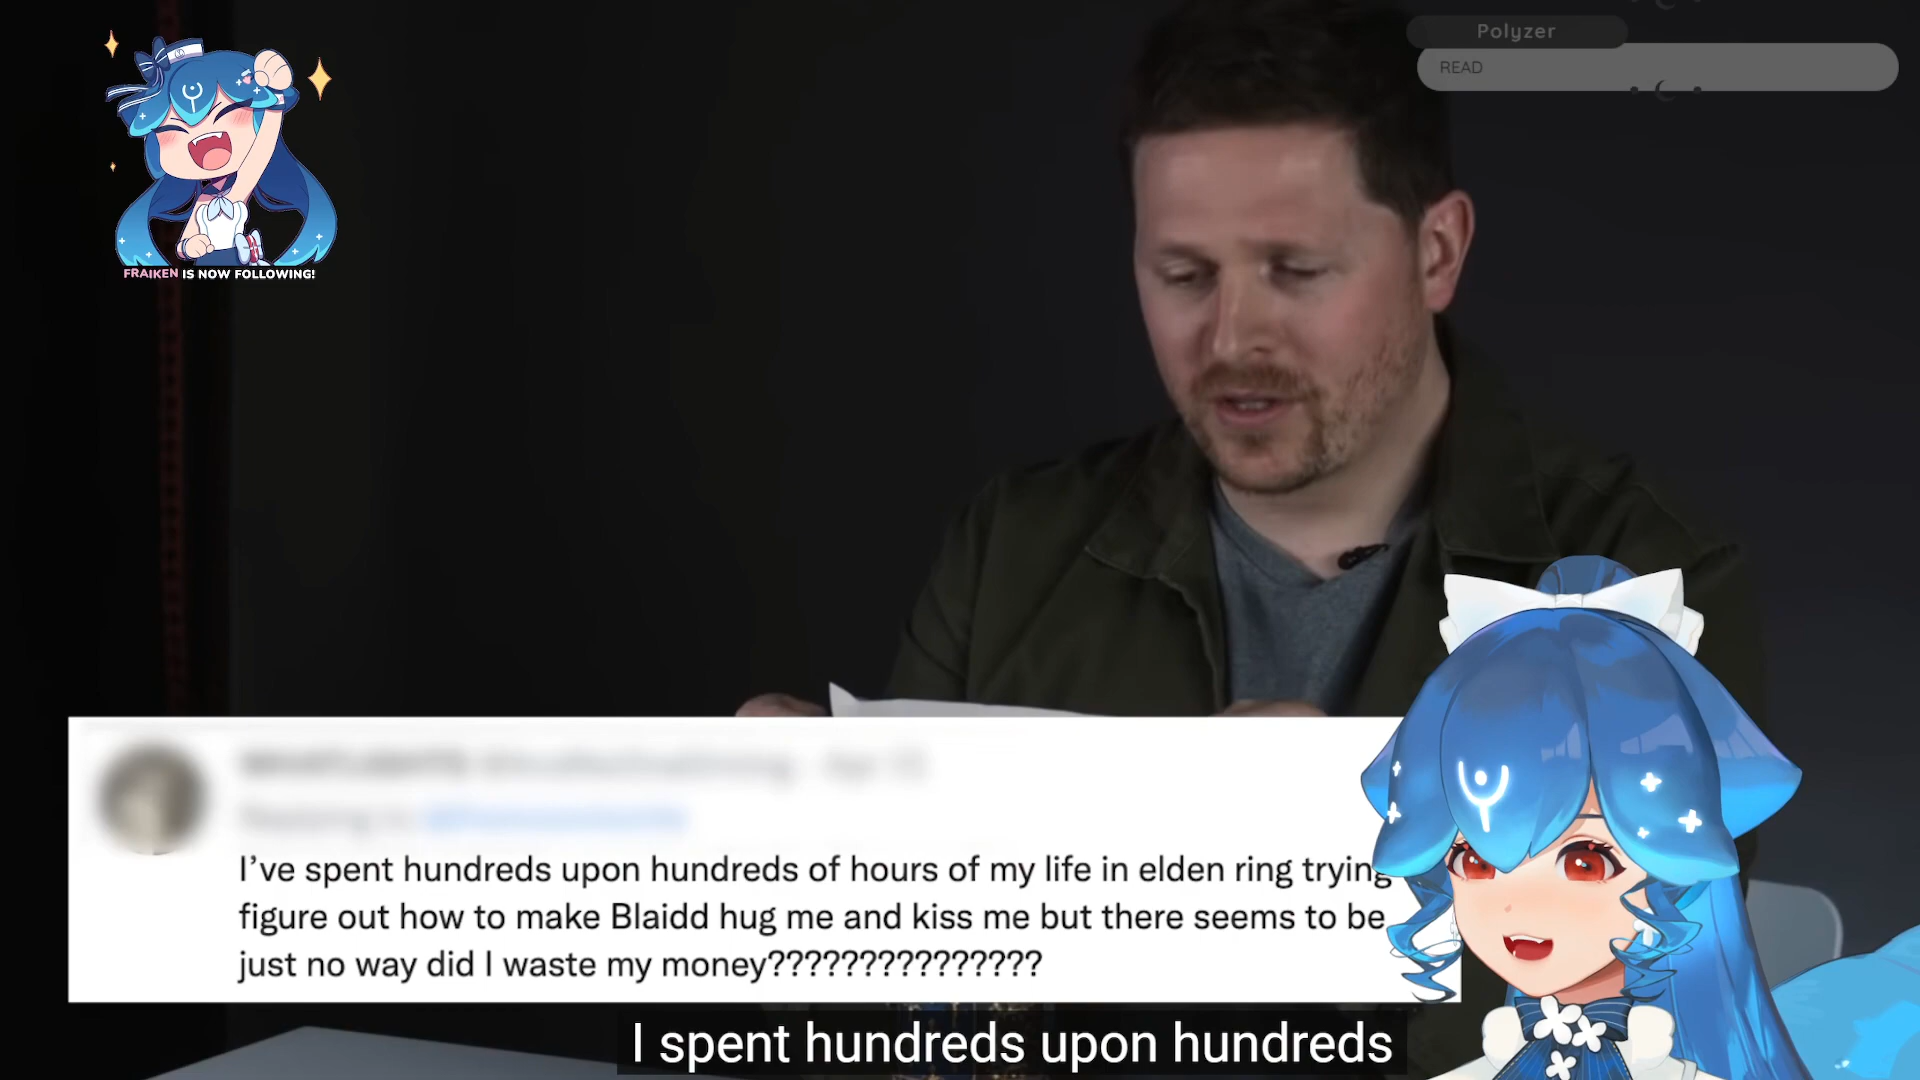 Polyzer
READ
FRAIKEN IS NOW FOLLOWING!
I’ve spent hundreds upon hundreds of hours of my life in elden ring trying
figure out how to make Blaidd hug me and kiss me but there seems to be
just no way did I waste my money???????????????
I spent hundreds upon hundreds